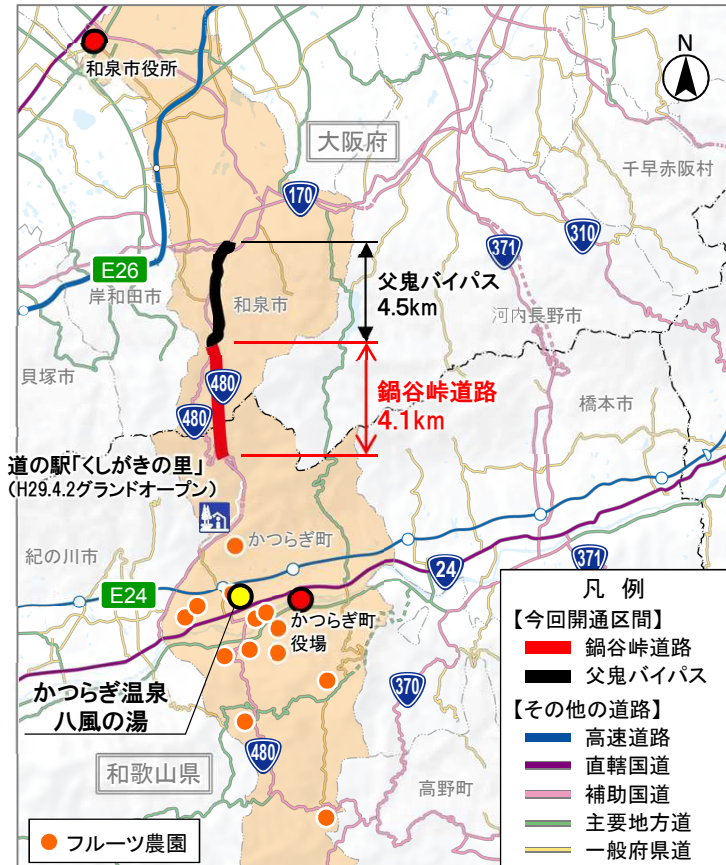 和泉市役所
N
大阪府
千早赤阪村
170
310
371
E26
父鬼バイパス
4.5km
岸和田市
和泉市
河内長野市
貝塚市
480
鍋谷峠道路
4.1km
480
橋本市
道の駅「くしがきの里」
(H29.4.2グランドオープン)
紀の川市
かつらぎ町
24
371
E24
かつらぎ町
役場
かつらぎ温泉
八風の湯
370
480
和歌山県
高野町
フルーツ農園
凡 例
【今回開通区間】
鍋谷峠道路
父鬼バイパス
【その他の道路】
高速道路
直轄国道
補助国道
主要地方道
一般府県道